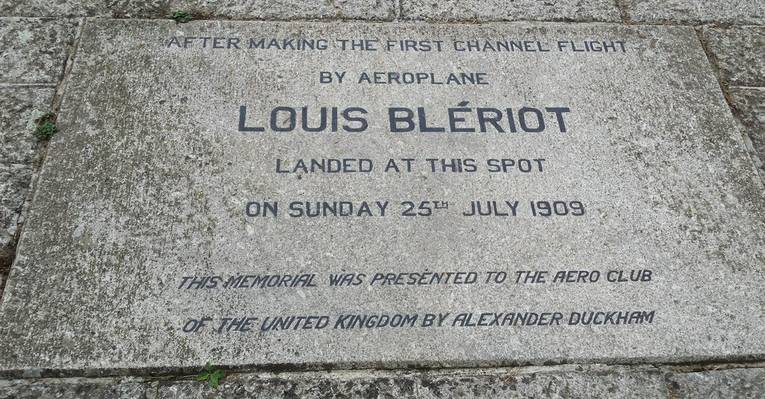 AFTER MAKING THE FIRST CHANNEL FLIGHT
BY AEROPLANE
LOUIS BLÉRIOT
LANDED AT THIS SPOT
ON SUNDAY 25TH JULY 1909
THIS MEMORIAL WAS PRESENTED TO THE AERO CLUB
OF THE UNITED KINGDOM BY ALEXANDER DUCKHAM